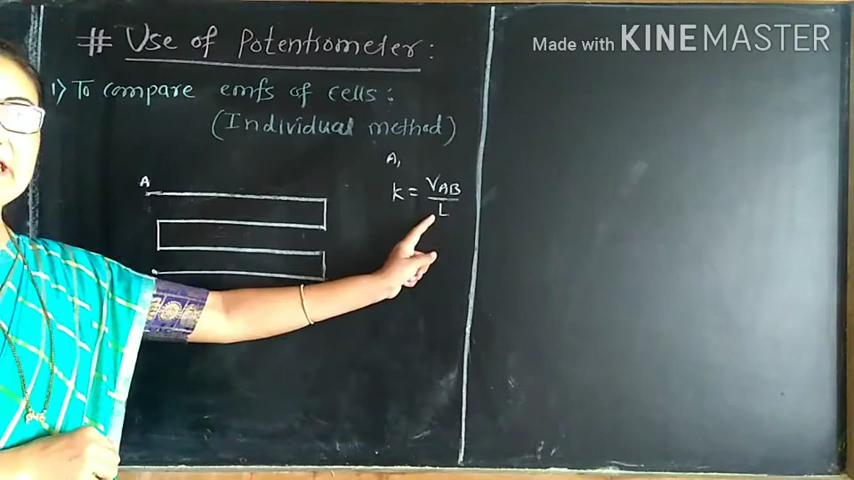 # Use of Potentiometer:
Made with KINEMASTER
1) To compare emfs of cells:
(Individual method)
A,
A
K = VAB
L